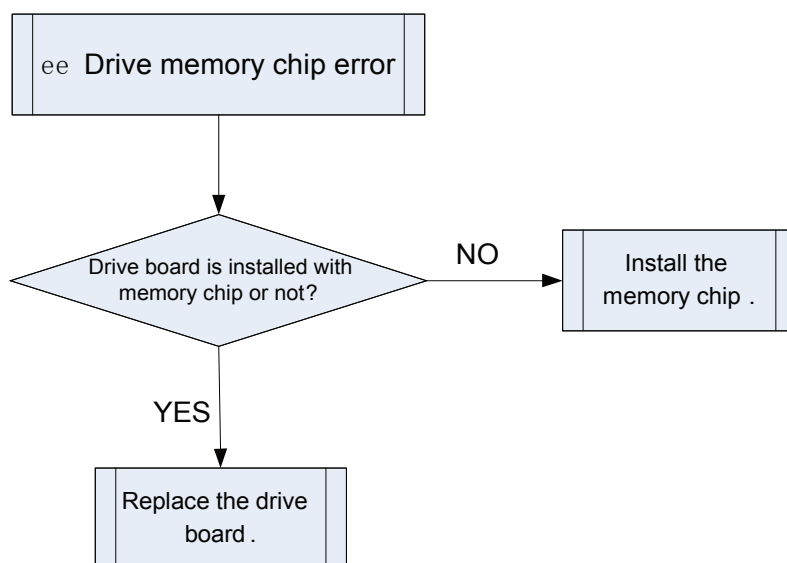 ee Drive memory chip error
Drive board is installed with
memory chip or not?
NO
Install the
memory chip .
YES
Replace the drive
board .